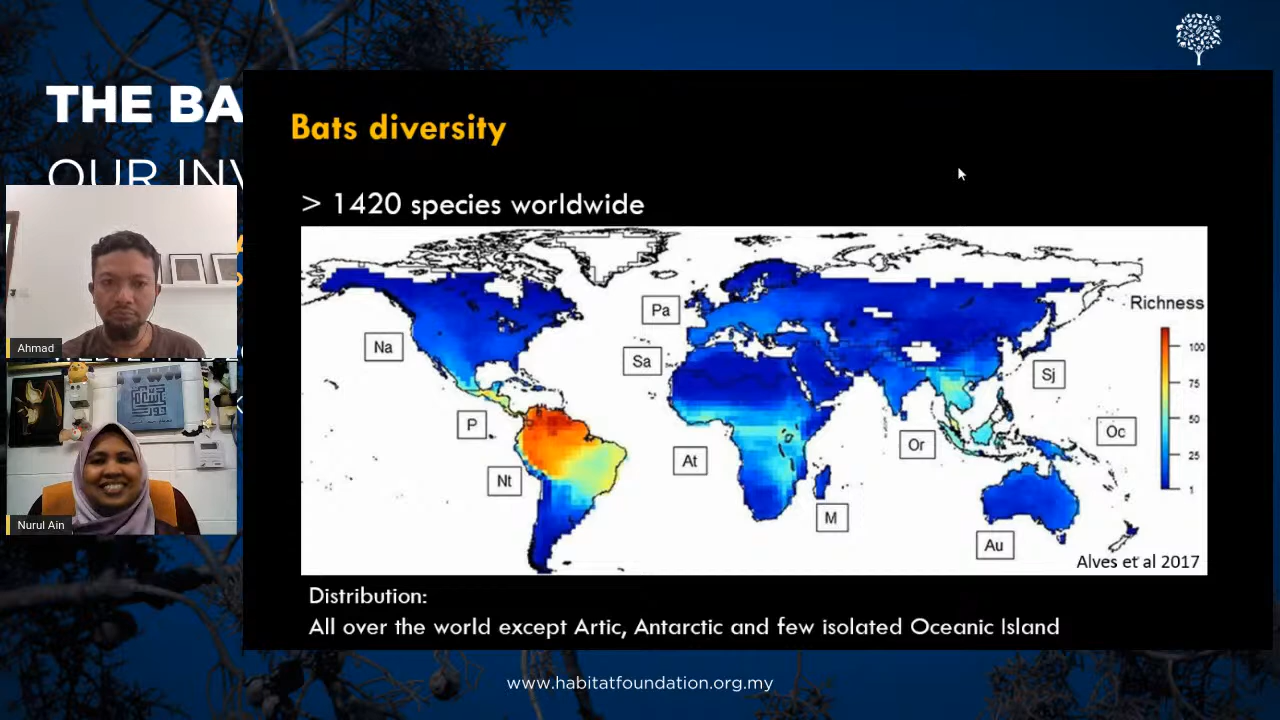 THE BA
OUR INV
Bats diversity
> 1420 species worldwide
Richness
100
75
50
25
1
Na
P
Nt
Pa
Sa
At
M
Or
Sj
Oc
Au
Alves et al 2017
Distribution:
All over the world except Artic, Antarctic and few isolated Oceanic Island
Ahmad
Nurul Ain
www.habitatfoundation.org.my